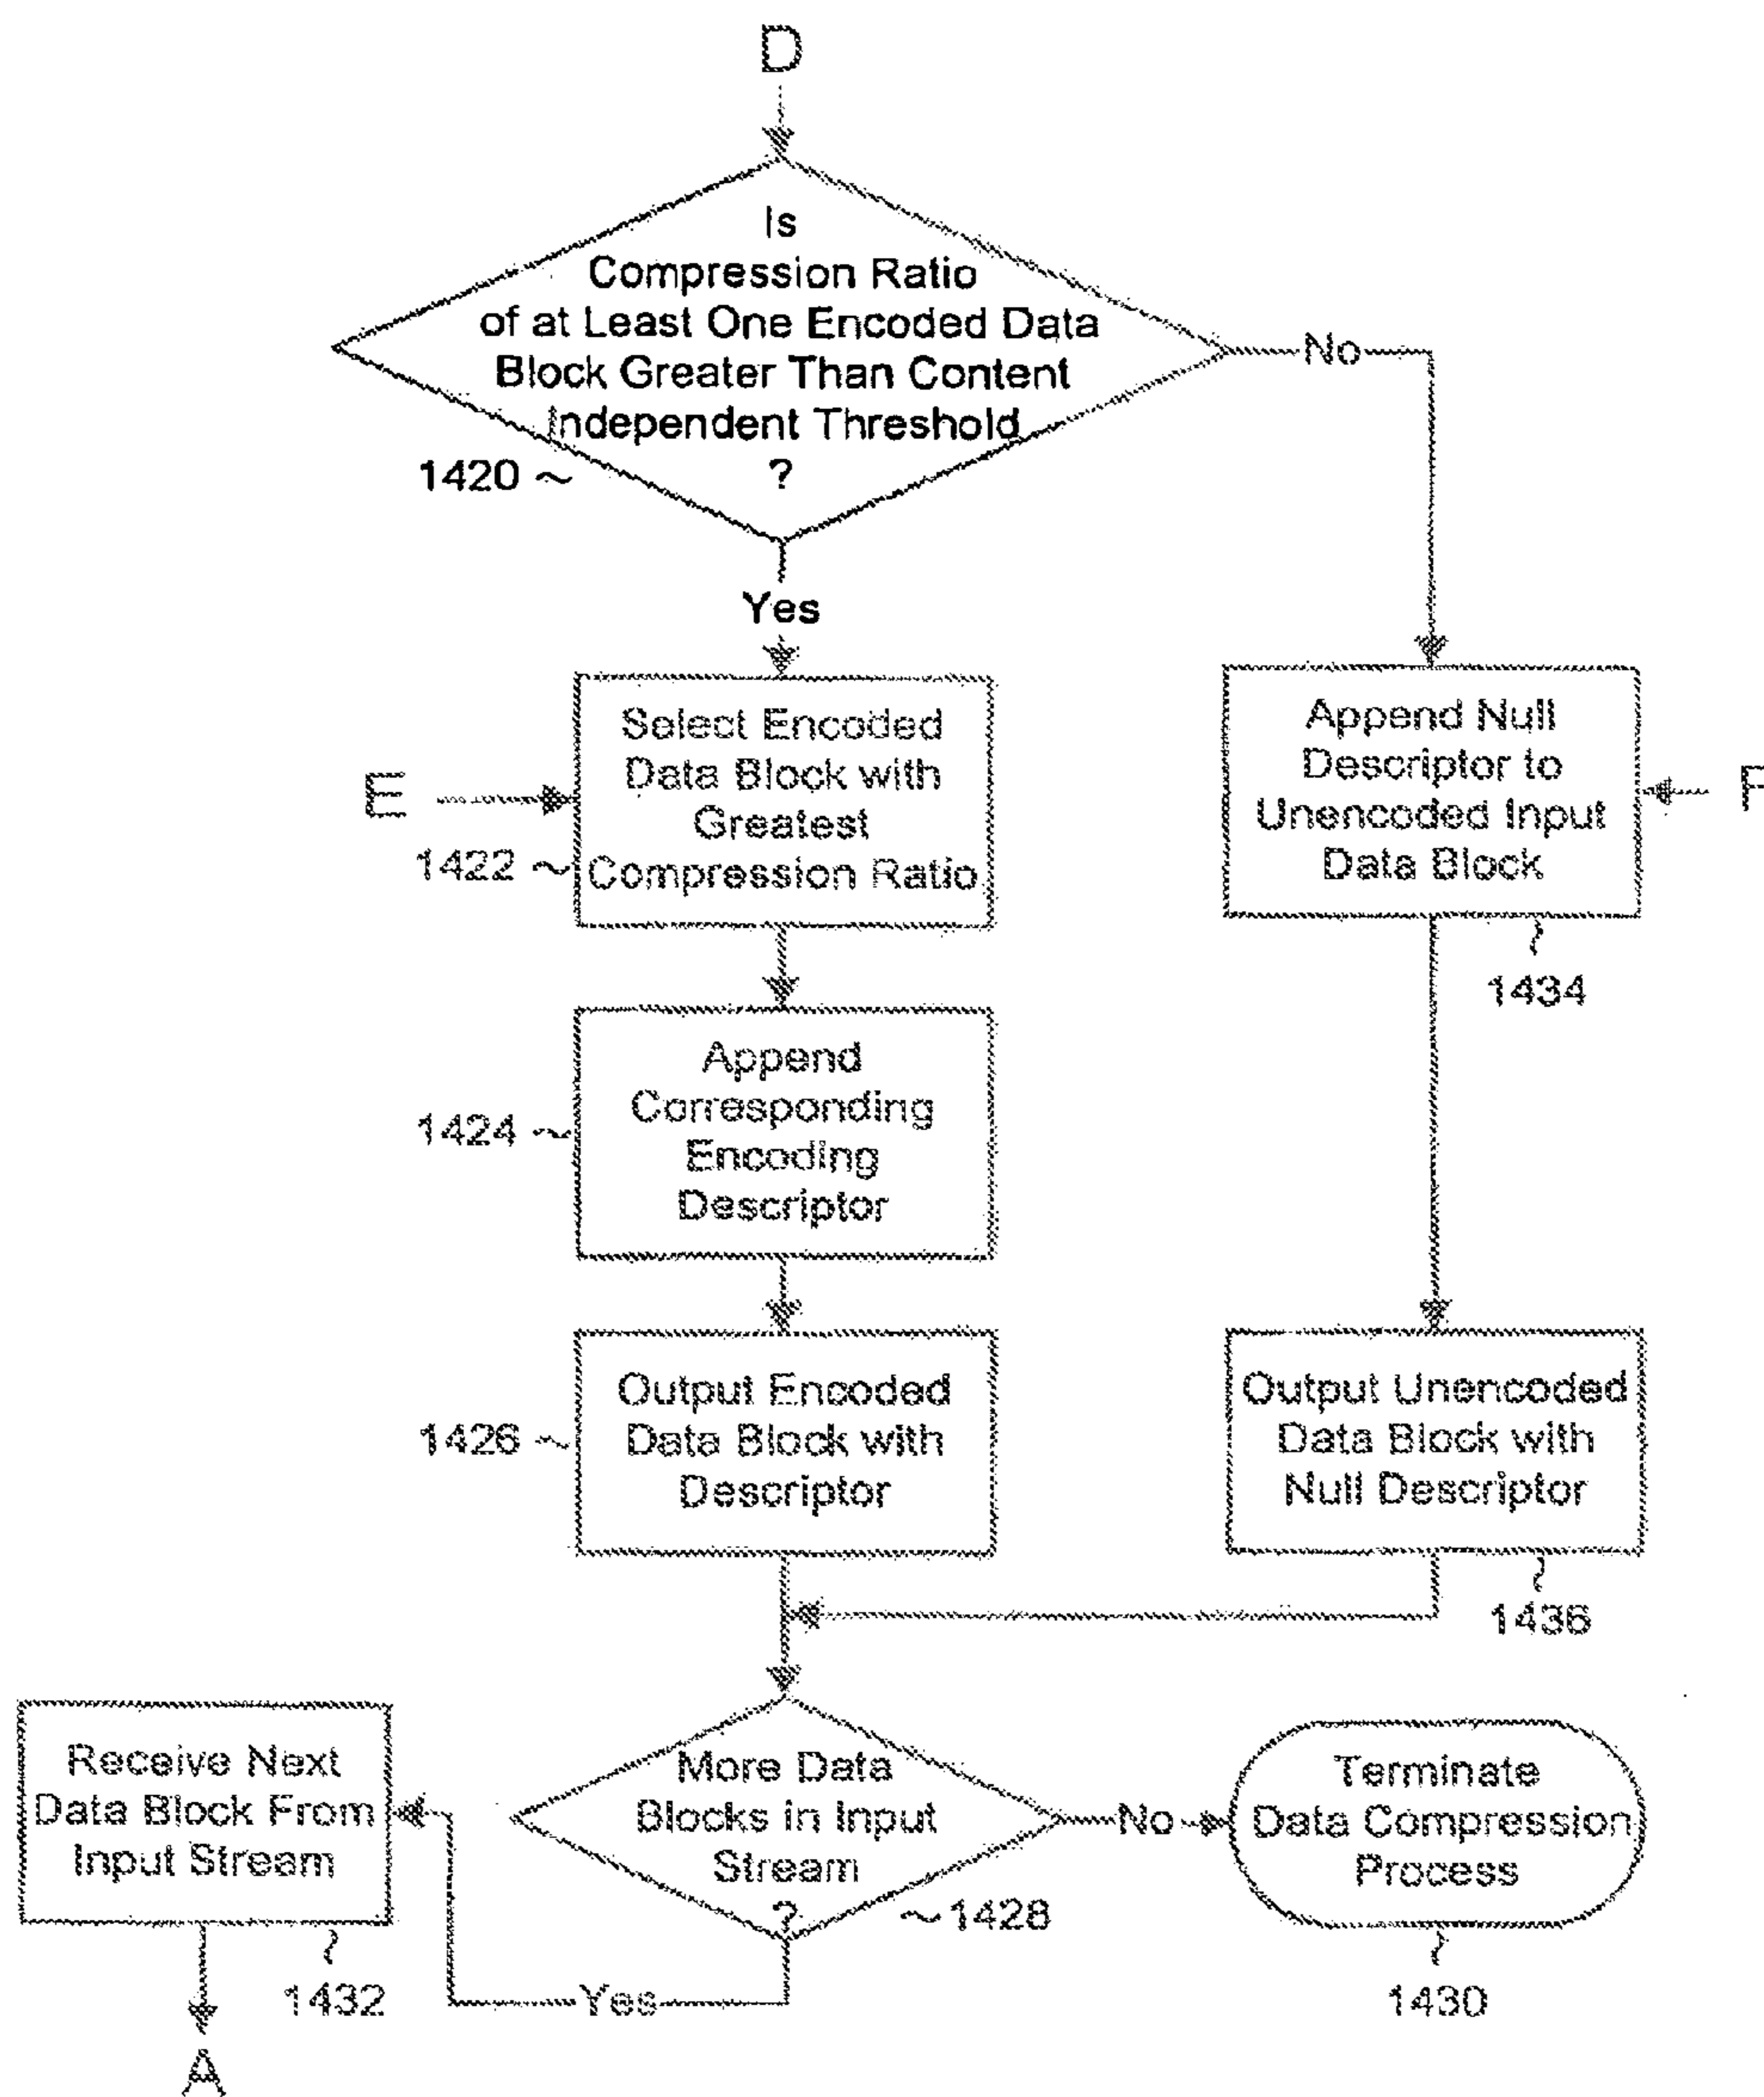 D
Is
Compression Ratio
of at Least One Encoded Data
Block Greater Than Content
Independent Threshold
?
1420
No
Yes
Select Encoded
Data Block with
Greatest
Compression Ratio
E
1422
Append Null
Descriptor to
Unencoded Input
Data Block
F
1434
Append
Corresponding
Encoding
Descriptor
1424
Output Encoded
Data Block with
Descriptor
1426
Output Unencoded
Data Block with
Null Descriptor
1436
Receive Next
Data Block From
Input Stream
1432
A
More Data
Blocks in Input
Stream
?
1428
Yes
No
Terminate
Data Compression
Process
1430